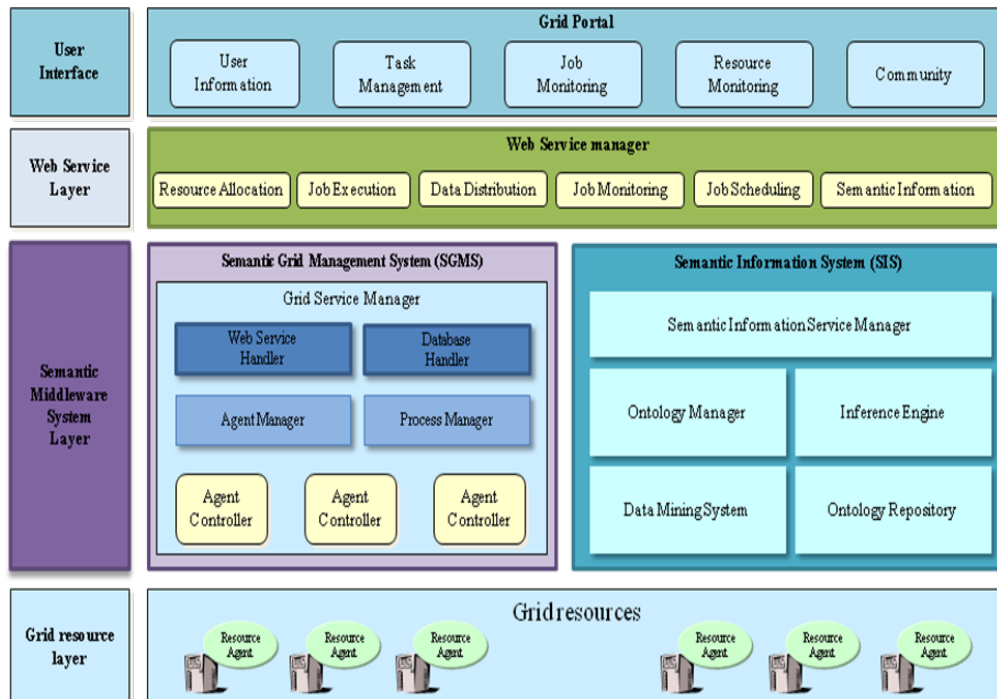 User
Interface
Grid Portal
User
Information
Task
Management
Job
Monitoring
Resource
Monitoring
Community
Web Service
Layer
Web Service manager
Resource Allocation
Job Execution
Data Distribution
Job Monitoring
Job Scheduling
Semantic Information
Semantic
Middleware
System
Layer
Semantic Grid Management System (SGMS)
Grid Service Manager
Web Service
Handler
Database
Handler
Agent Manager
Process Manager
Agent
Controller
Agent
Controller
Agent
Controller
Semantic Information System (SIS)
Semantic Information Service Manager
Ontology Manager
Inference Engine
Data Mining System
Ontology Repository
Grid resource
layer
Grid resources
Resource
Agent
Resource
Agent
Resource
Agent
Resource
Agent
Resource
Agent
Resource
Agent